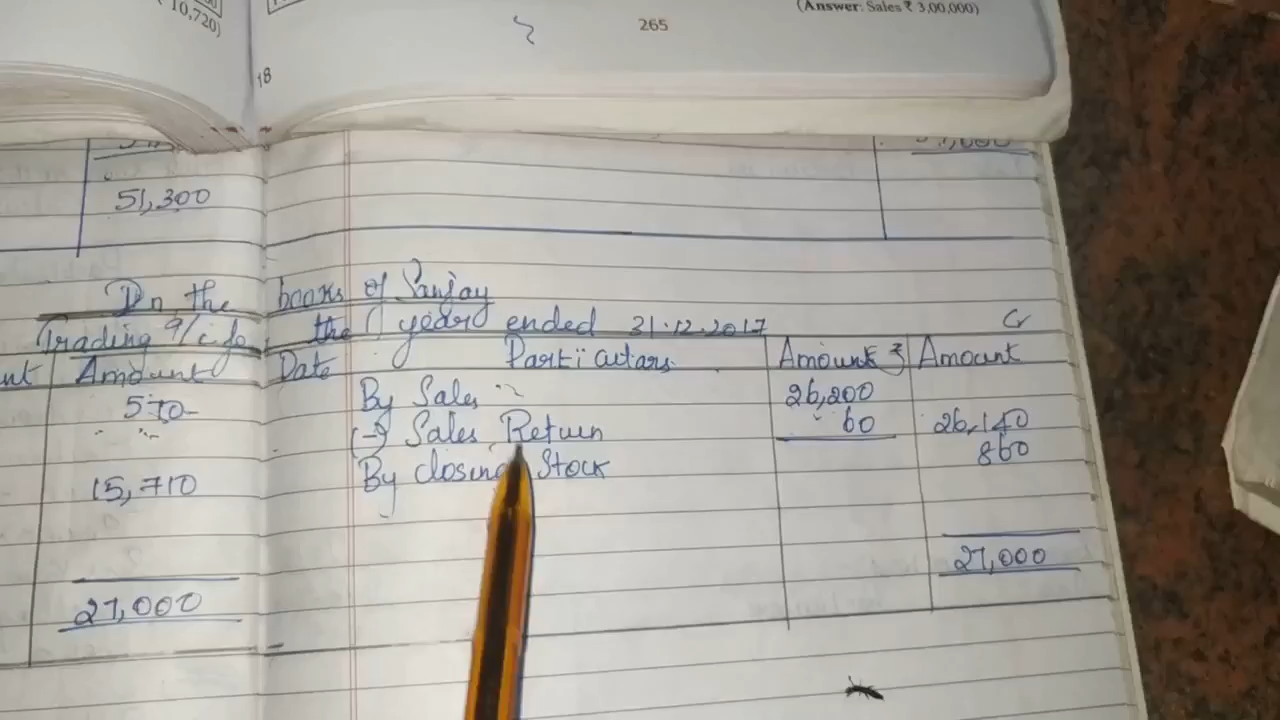 10,720)
(Answer: Sales ₹ 3,00,000)
265
18
51,300
In the books of Sanjay
Trading a/c for the year ended 31.12.2017 Cr
Amount Date Particulars Amount ₹ Amount
570 By Sales 26,200
(-) Sales Return 60 26,140
15,710 By closing Stock 860
27,000
27,000